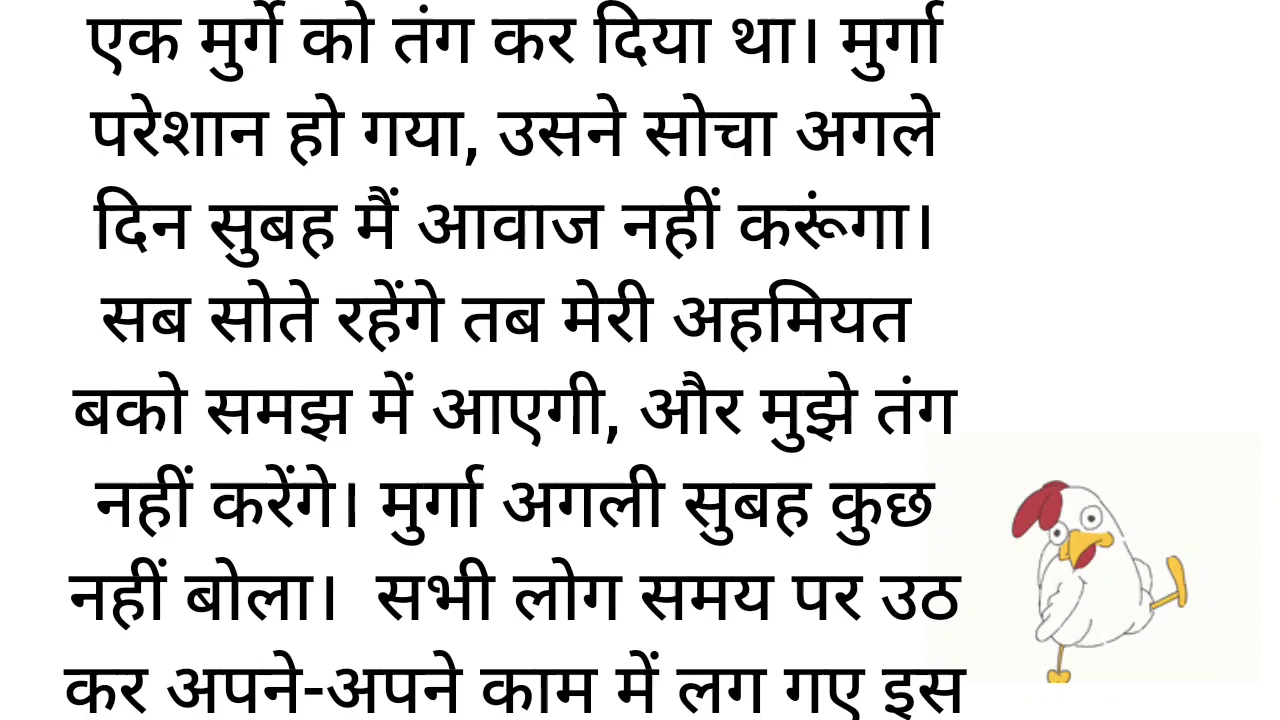 एक मुर्गे को तंग कर दिया था। मुर्गा
परेशान हो गया, उसने सोचा अगले
दिन सुबह मैं आवाज नहीं करूंगा।
सब सोते रहेंगे तब मेरी अहमियत
बको समझ में आएगी, और मुझे तंग
नहीं करेंगे। मुर्गा अगली सुबह कुछ
नहीं बोला।  सभी लोग समय पर उठ
कर अपने-अपने काम में लग गए इस